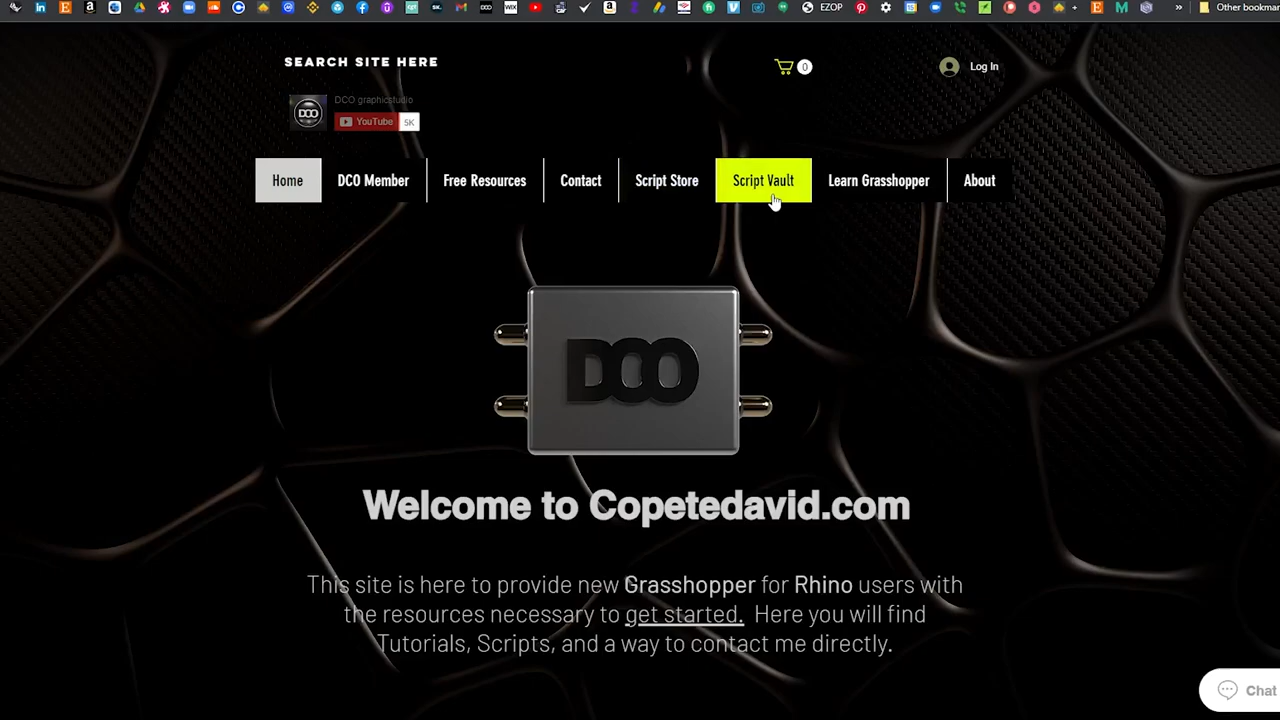 EZOP
Other bookmar
SEARCH SITE HERE
0
Log In
DCO
DCO graphicstudio
YouTube 5K
Home
DCO Member
Free Resources
Contact
Script Store
Script Vault
Learn Grasshopper
About
DCO
Welcome to Copetedavid.com
This site is here to provide new Grasshopper for Rhino users with
the resources necessary to get started. Here you will find
Tutorials, Scripts, and a way to contact me directly.
Chat